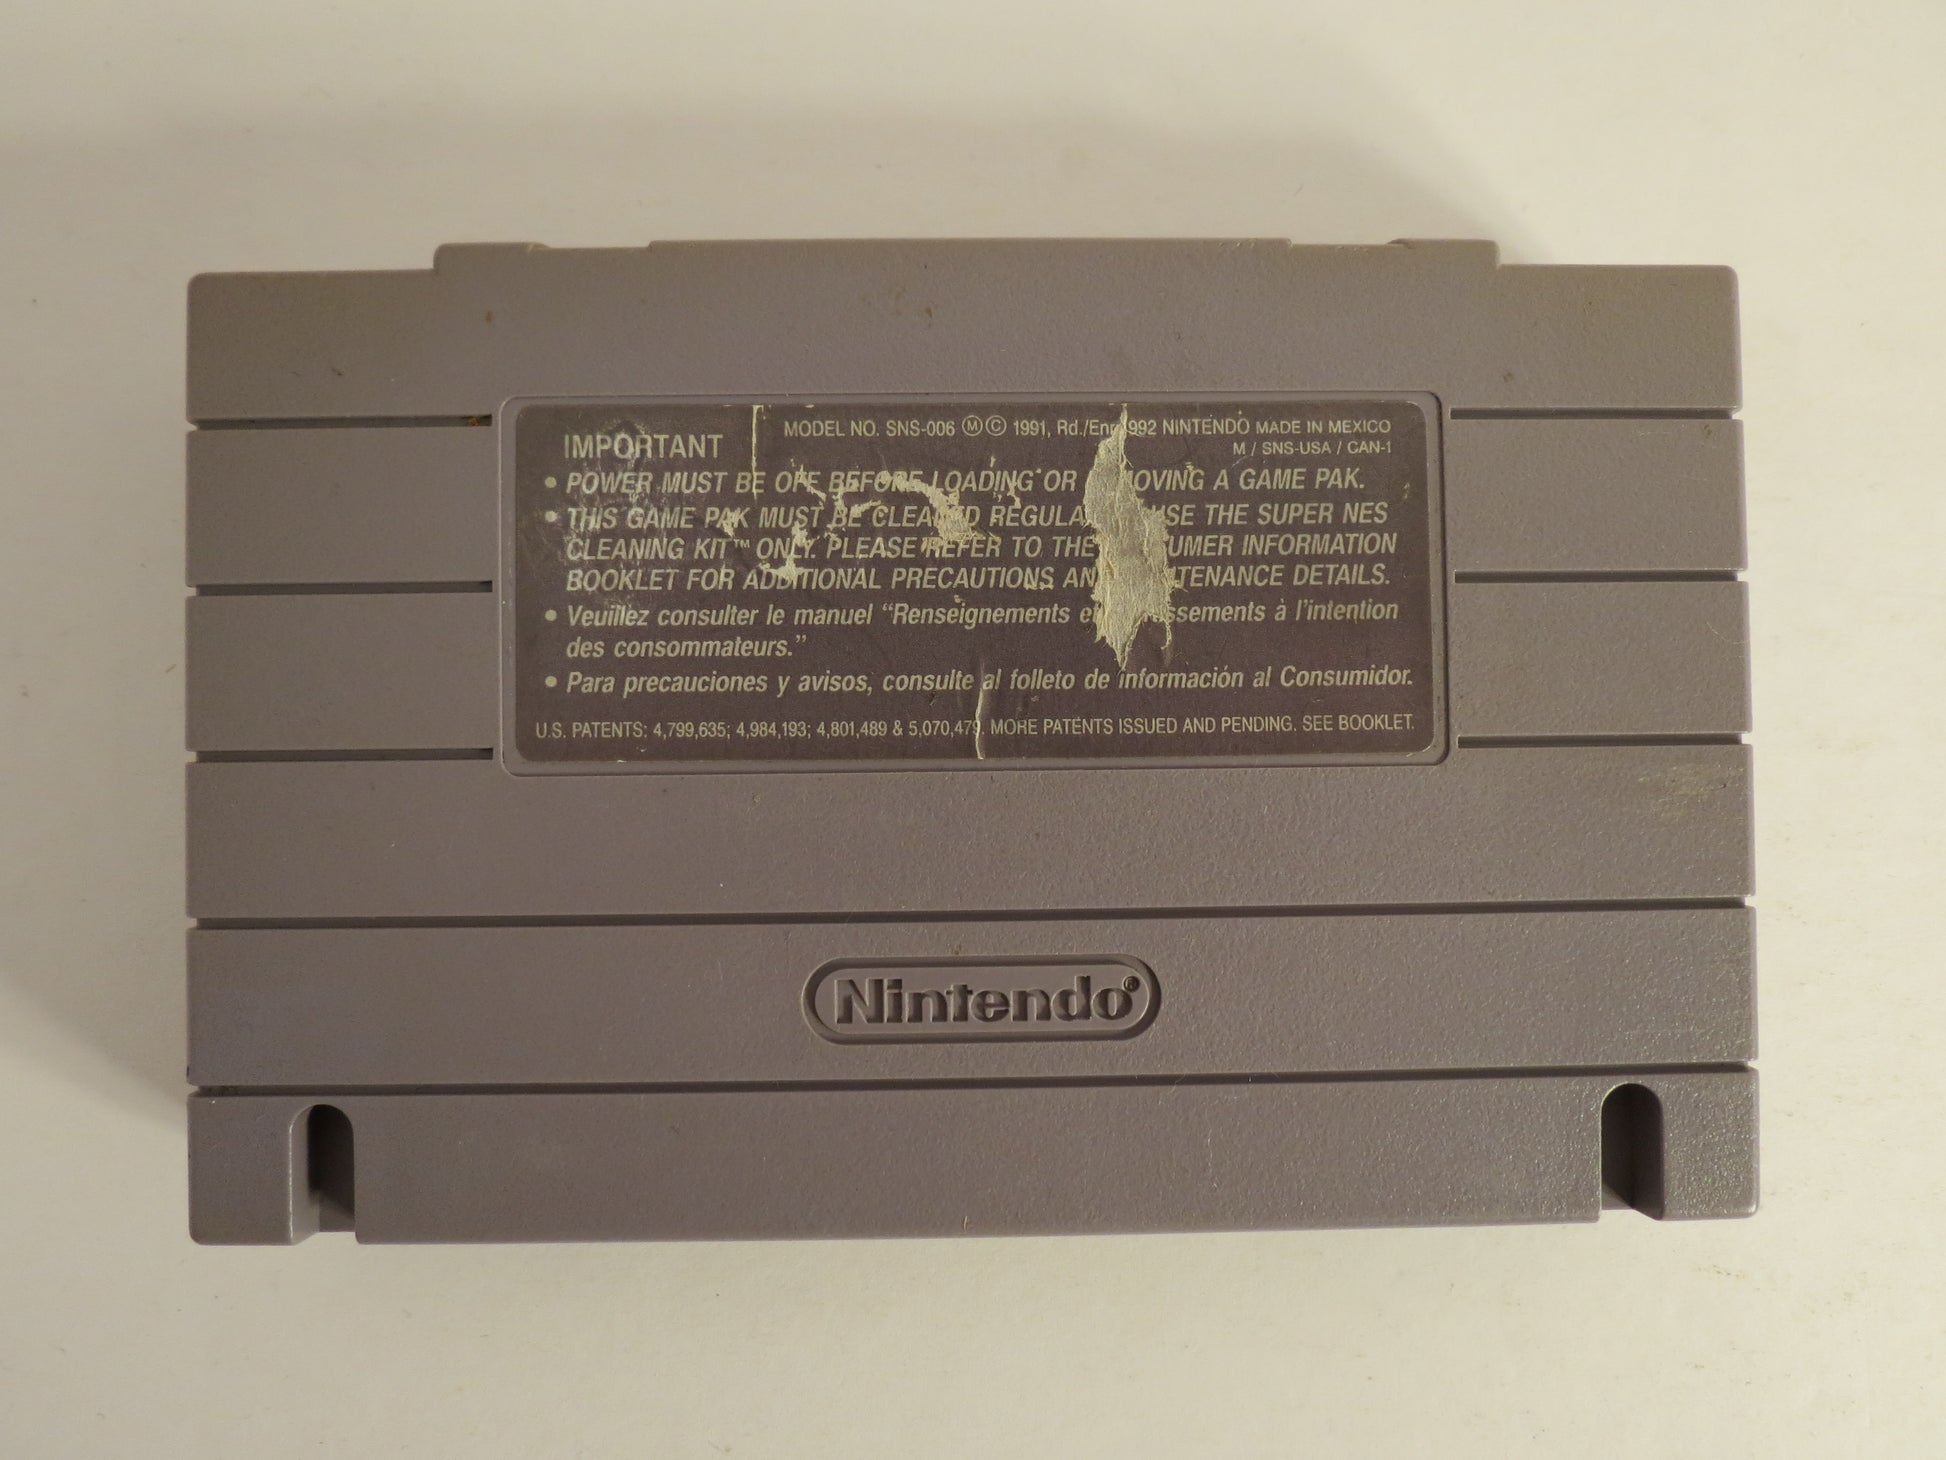 IMPORTANT
MODEL NO. SNS-006 Ⓜ© 1991, Rd./Enr 1992 NINTENDO MADE IN MEXICO
M / SNS-USA / CAN-1
• POWER MUST BE OFF BEFORE LOADING OR MOVING A GAME PAK.
• THIS GAME PAK MUST BE CLEANED REGULA USE THE SUPER NES
CLEANING KIT™ ONLY. PLEASE REFER TO THE UMER INFORMATION
BOOKLET FOR ADDITIONAL PRECAUTIONS AN TENANCE DETAILS.
• Veuillez consulter le manuel “Renseignements e ssements à l’intention
des consommateurs.”
• Para precauciones y avisos, consulte al folleto de información al Consumidor.
U.S. PATENTS: 4,799,635; 4,984,193; 4,801,489 & 5,070,479. MORE PATENTS ISSUED AND PENDING. SEE BOOKLET.
Nintendo®